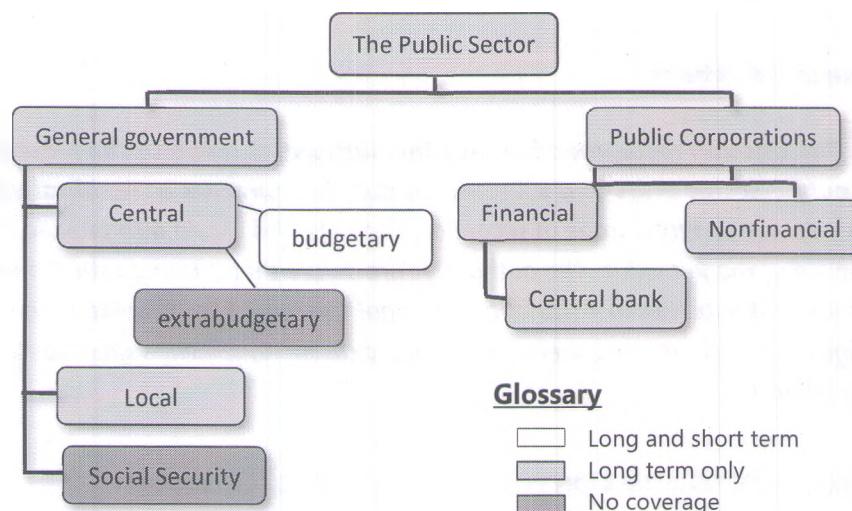 The Public Sector
General government
Public Corporations
Central
budgetary
Financial
Nonfinancial
extrabudgetary
Central bank
Local
Social Security
Glossary
Long and short term
Long term only
No coverage